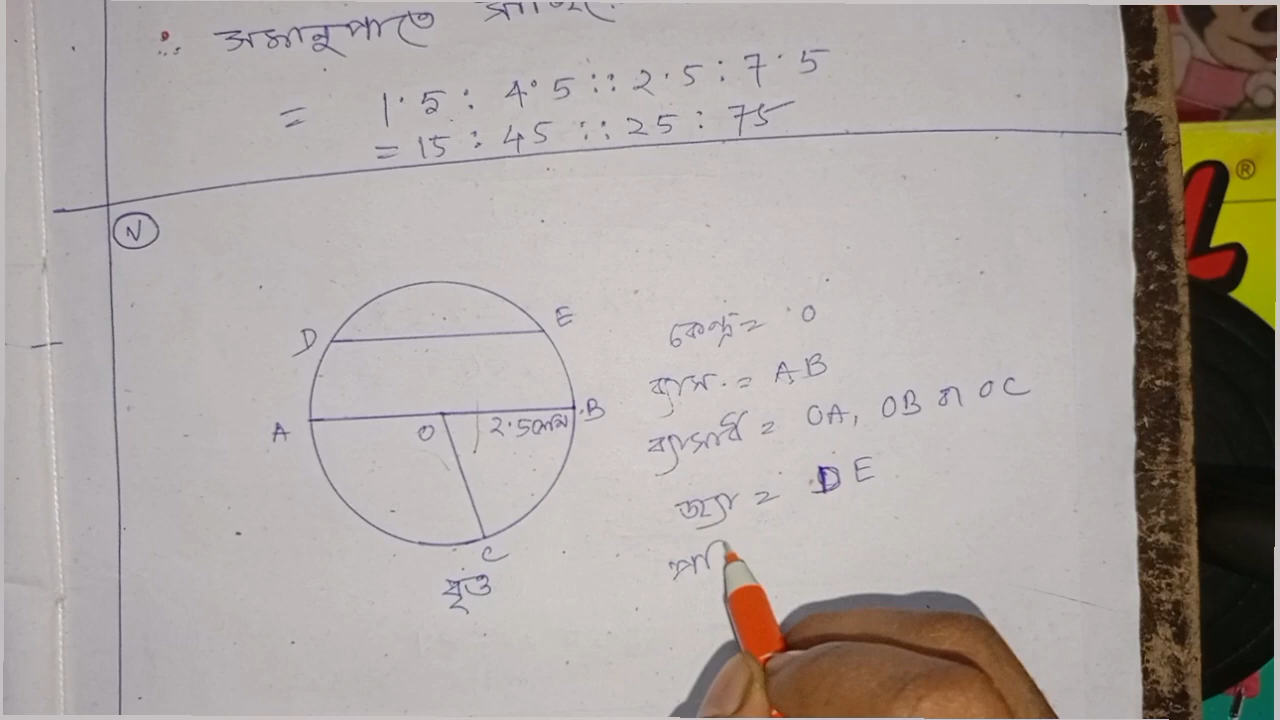 ∴ সমানুপাতে
= 1.5 : 4.5 :: 2.5 : 7.5
= 15 : 45 :: 25 : 75
V
D
E
A
O
2.5সেমি
B
C
বৃত্ত
কেন্দ্র = O
ব্যাস = AB
ব্যাসার্ধ = OA, OB বা OC
জ্যা = DE
®